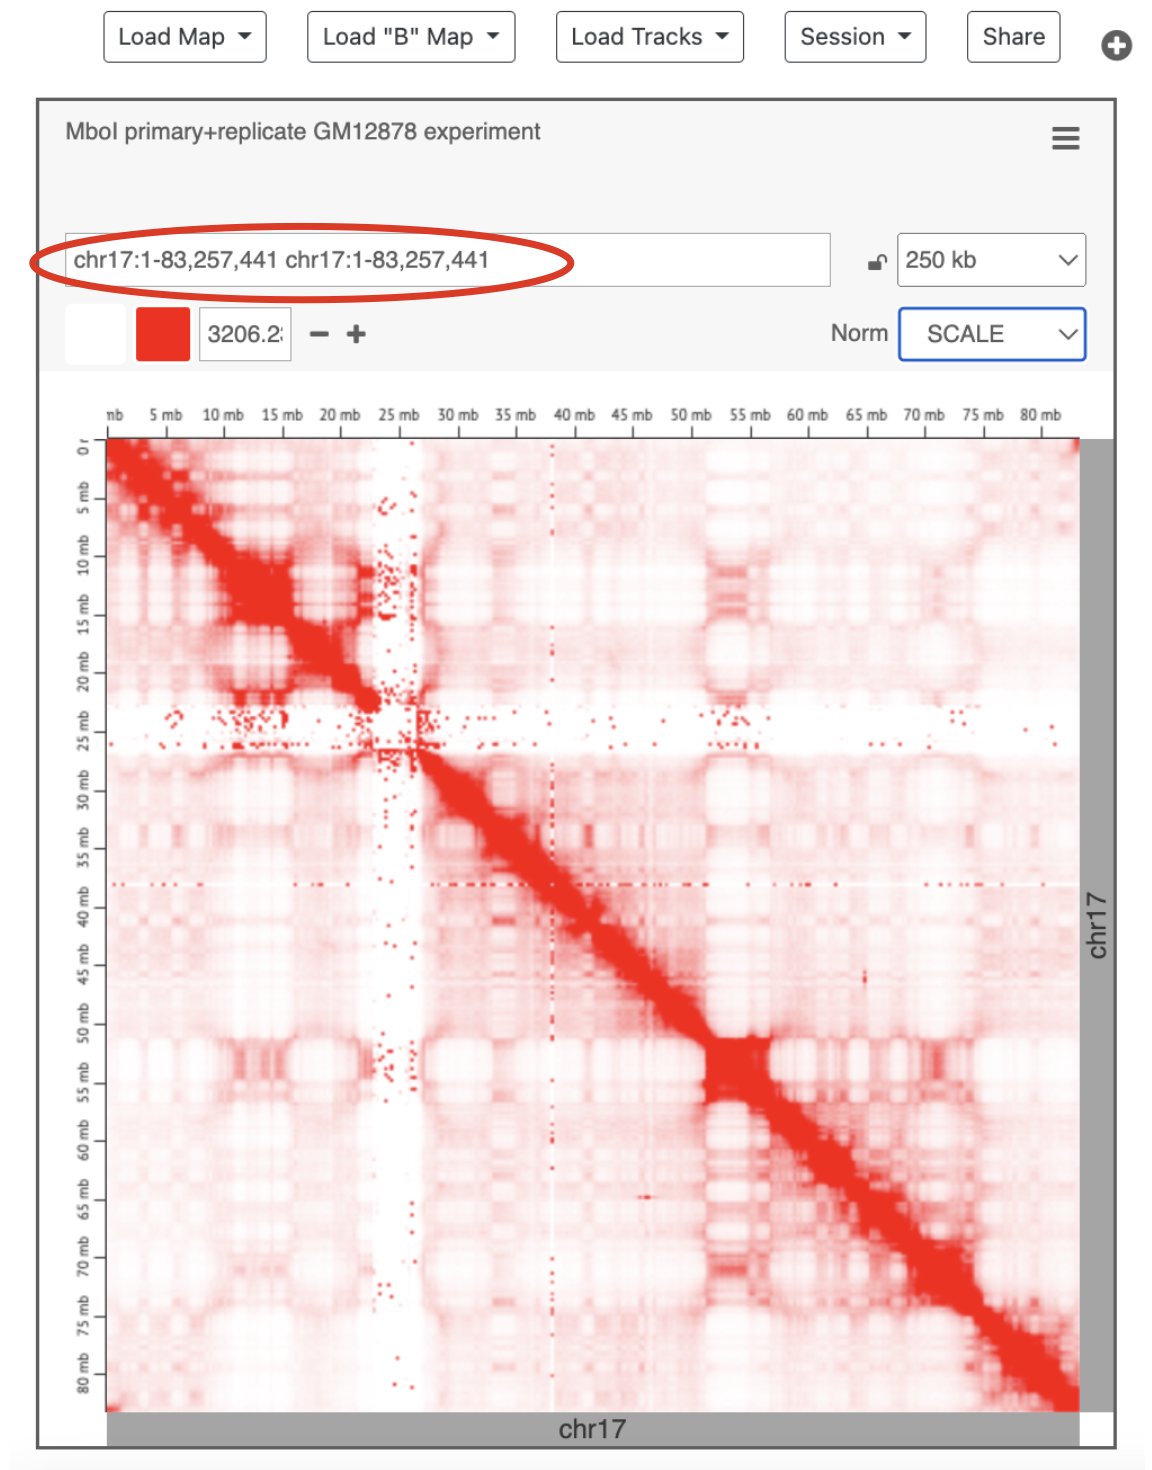 Load Map
Load "B" Map
Load Tracks
Session
Share
MboI primary+replicate GM12878 experiment
chr17:1-83,257,441 chr17:1-83,257,441
250 kb
3206.2
Norm
SCALE
mb 5 mb 10 mb 15 mb 20 mb 25 mb 30 mb 35 mb 40 mb 45 mb 50 mb 55 mb 60 mb 65 mb 70 mb 75 mb 80 mb
0
5 mb
10 mb
15 mb
20 mb
25 mb
30 mb
35 mb
40 mb
45 mb
50 mb
55 mb
60 mb
65 mb
70 mb
75 mb
80 mb
chr17
chr17